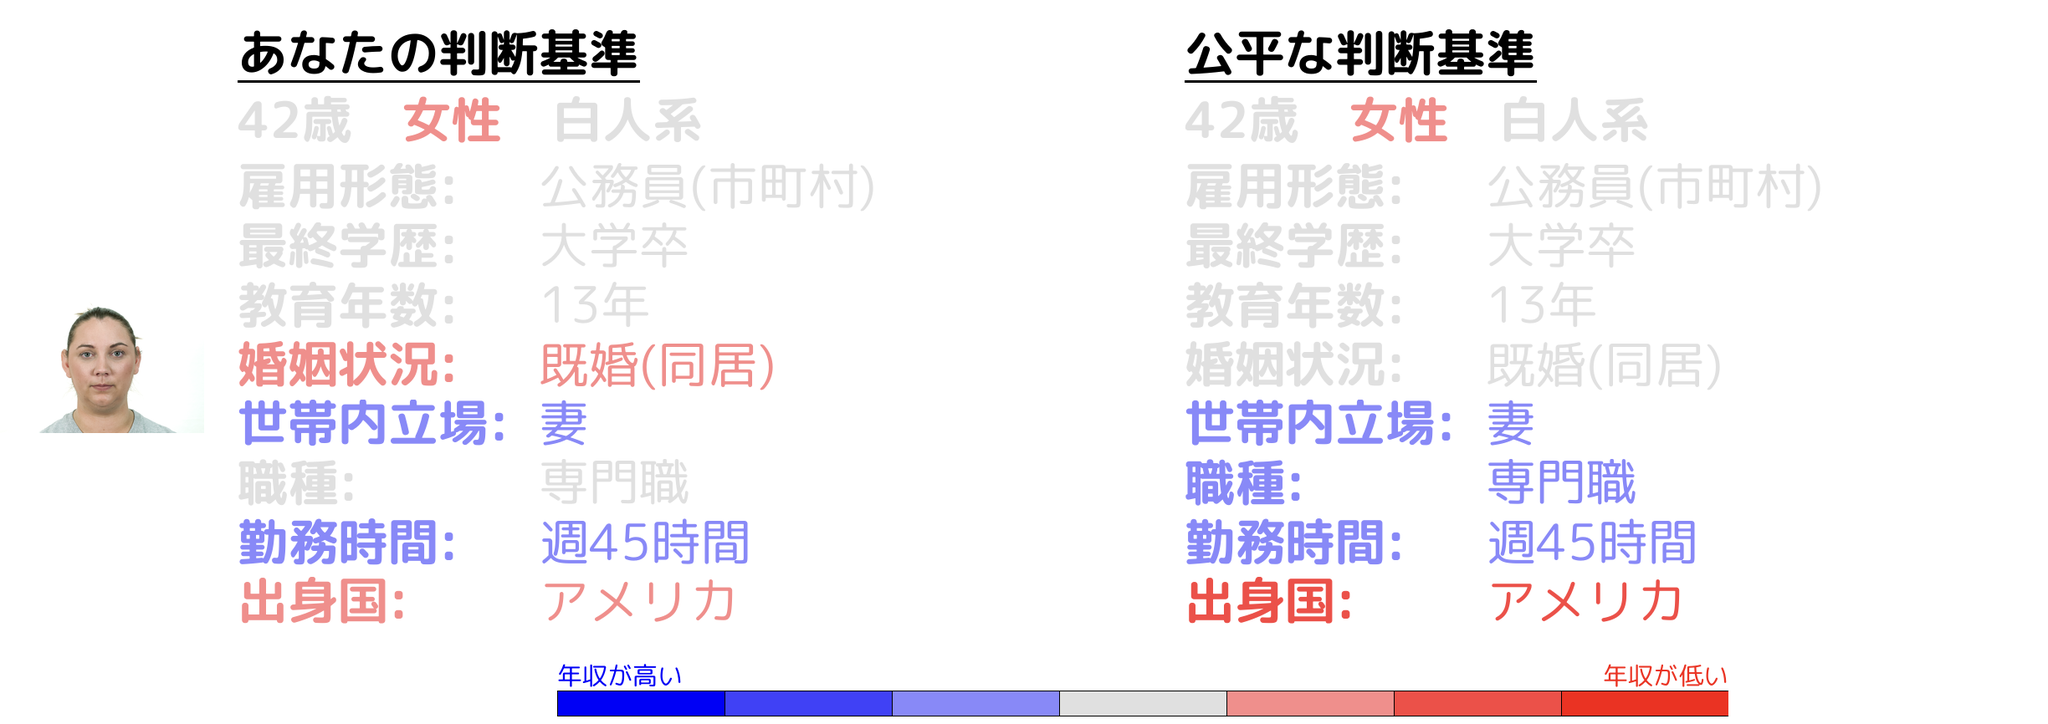 あなたの判断基準
42歳 女性 白人系
雇用形態: 公務員(市町村)
最終学歴: 大学卒
教育年数: 13年
婚姻状況: 既婚(同居)
世帯内立場: 妻
職種: 専門職
勤務時間: 週45時間
出身国: アメリカ
公平な判断基準
42歳 女性 白人系
雇用形態: 公務員(市町村)
最終学歴: 大学卒
教育年数: 13年
婚姻状況: 既婚(同居)
世帯内立場: 妻
職種: 専門職
勤務時間: 週45時間
出身国: アメリカ
年収が高い
年収が低い